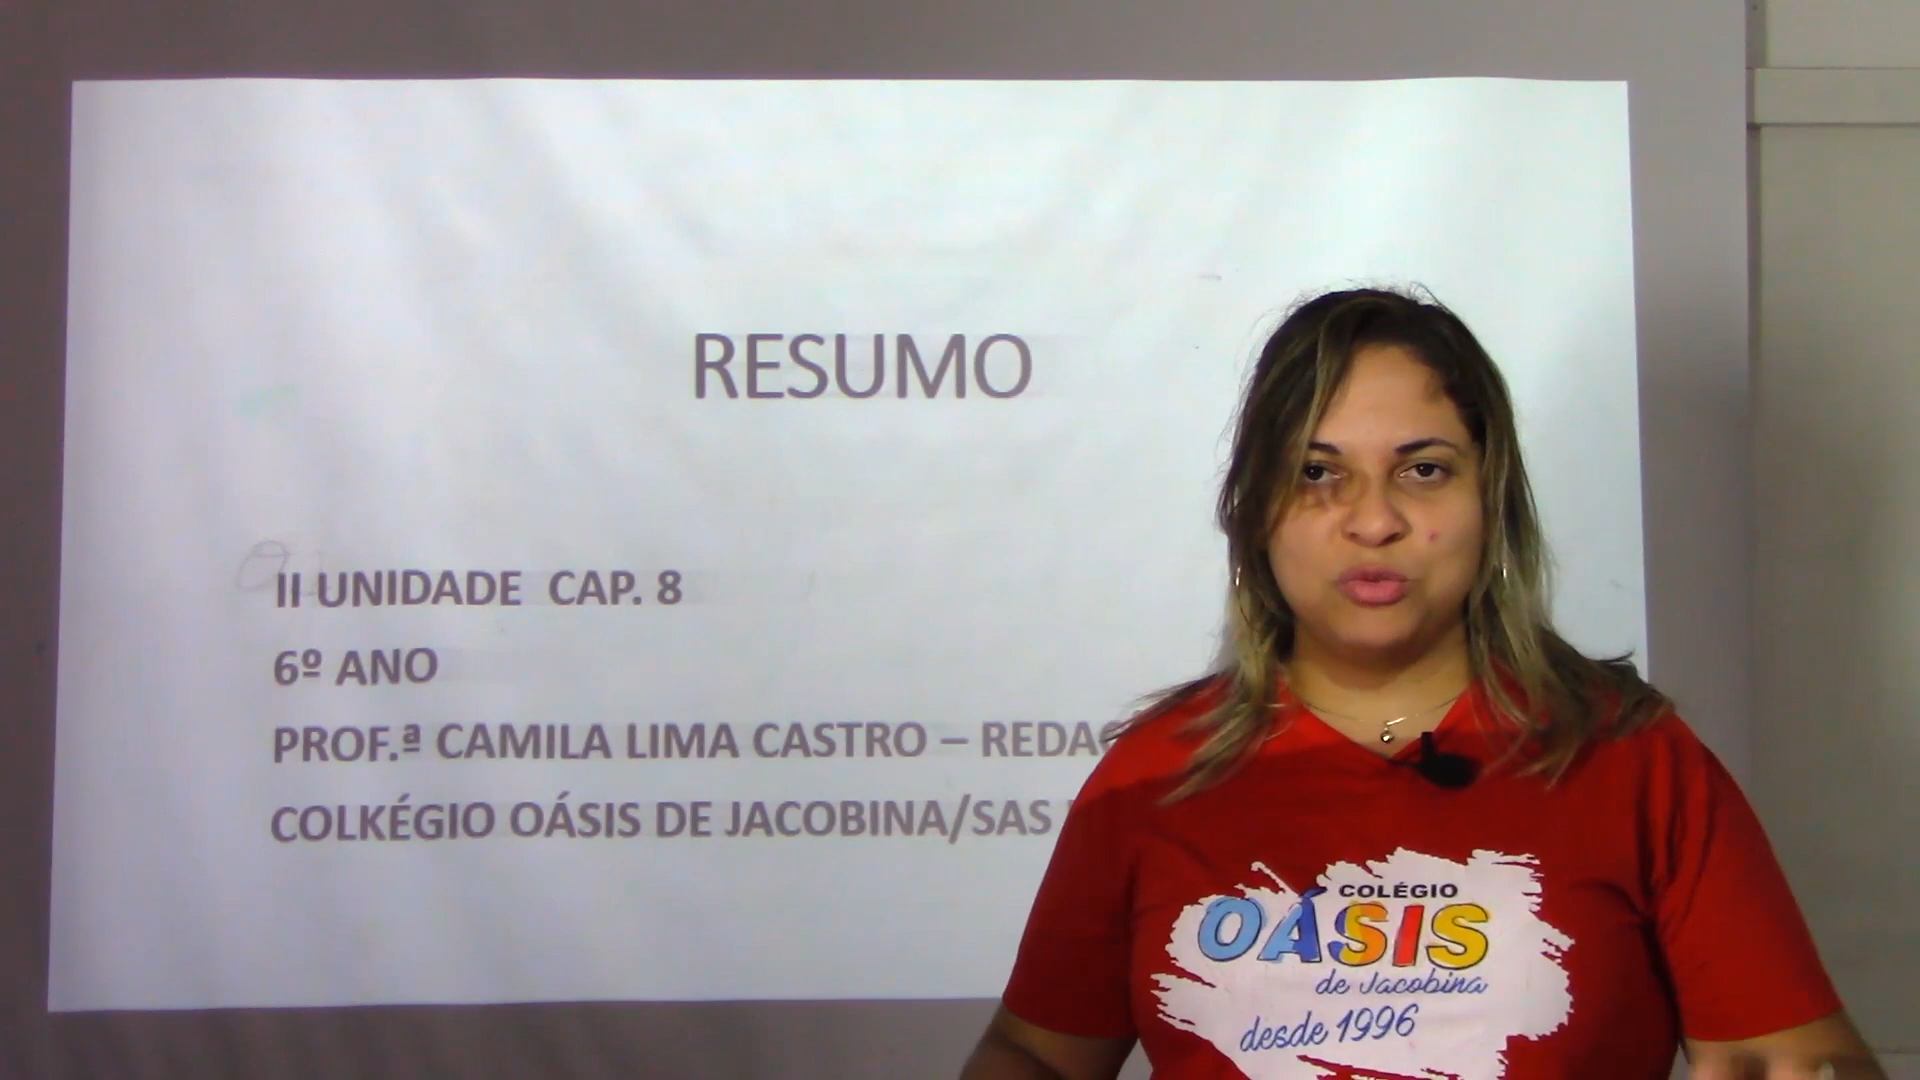 RESUMO
II UNIDADE CAP. 8
6º ANO
PROF.ª CAMILA LIMA CASTRO – REDAÇ
COLKÉGIO OÁSIS DE JACOBINA/SAS
COLÉGIO
OÁSIS
de Jacobina
desde 1996